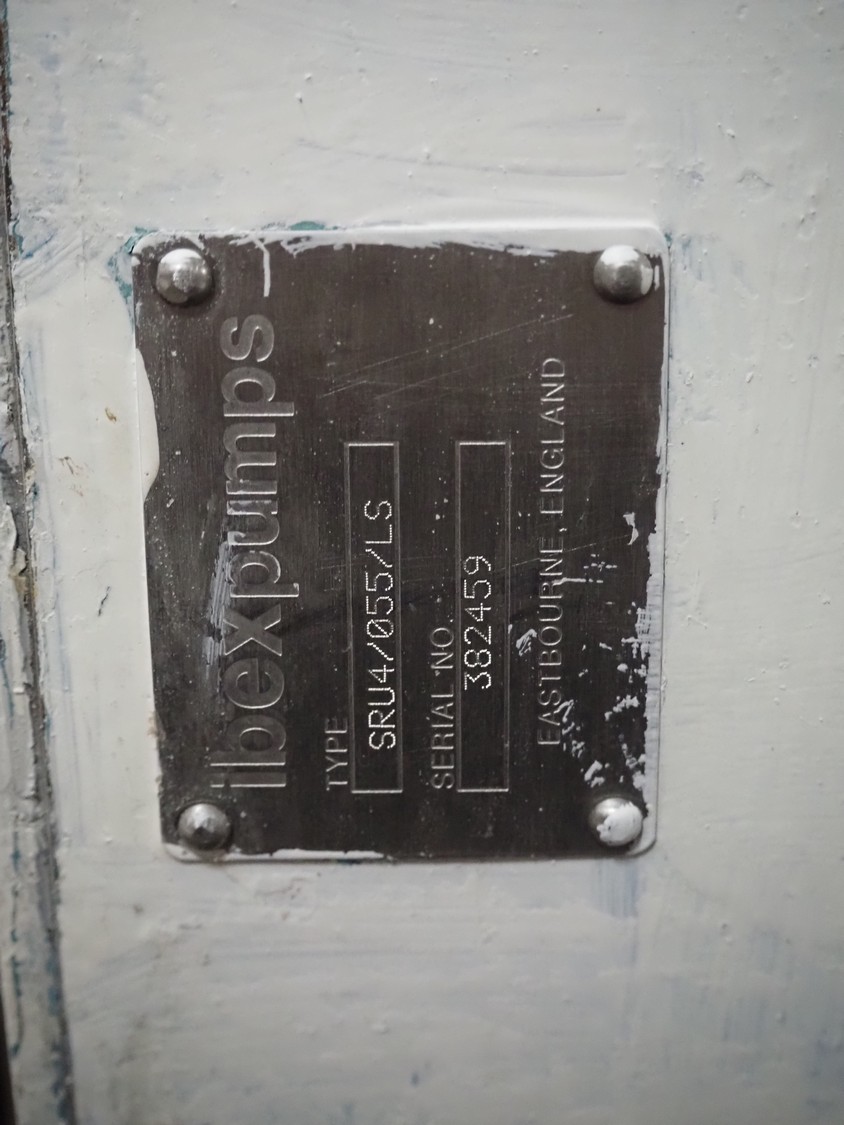 ibexpumps
TYPE
SRU4/055/LS
SERIAL NO
382459
EASTBOURNE, ENGLAND